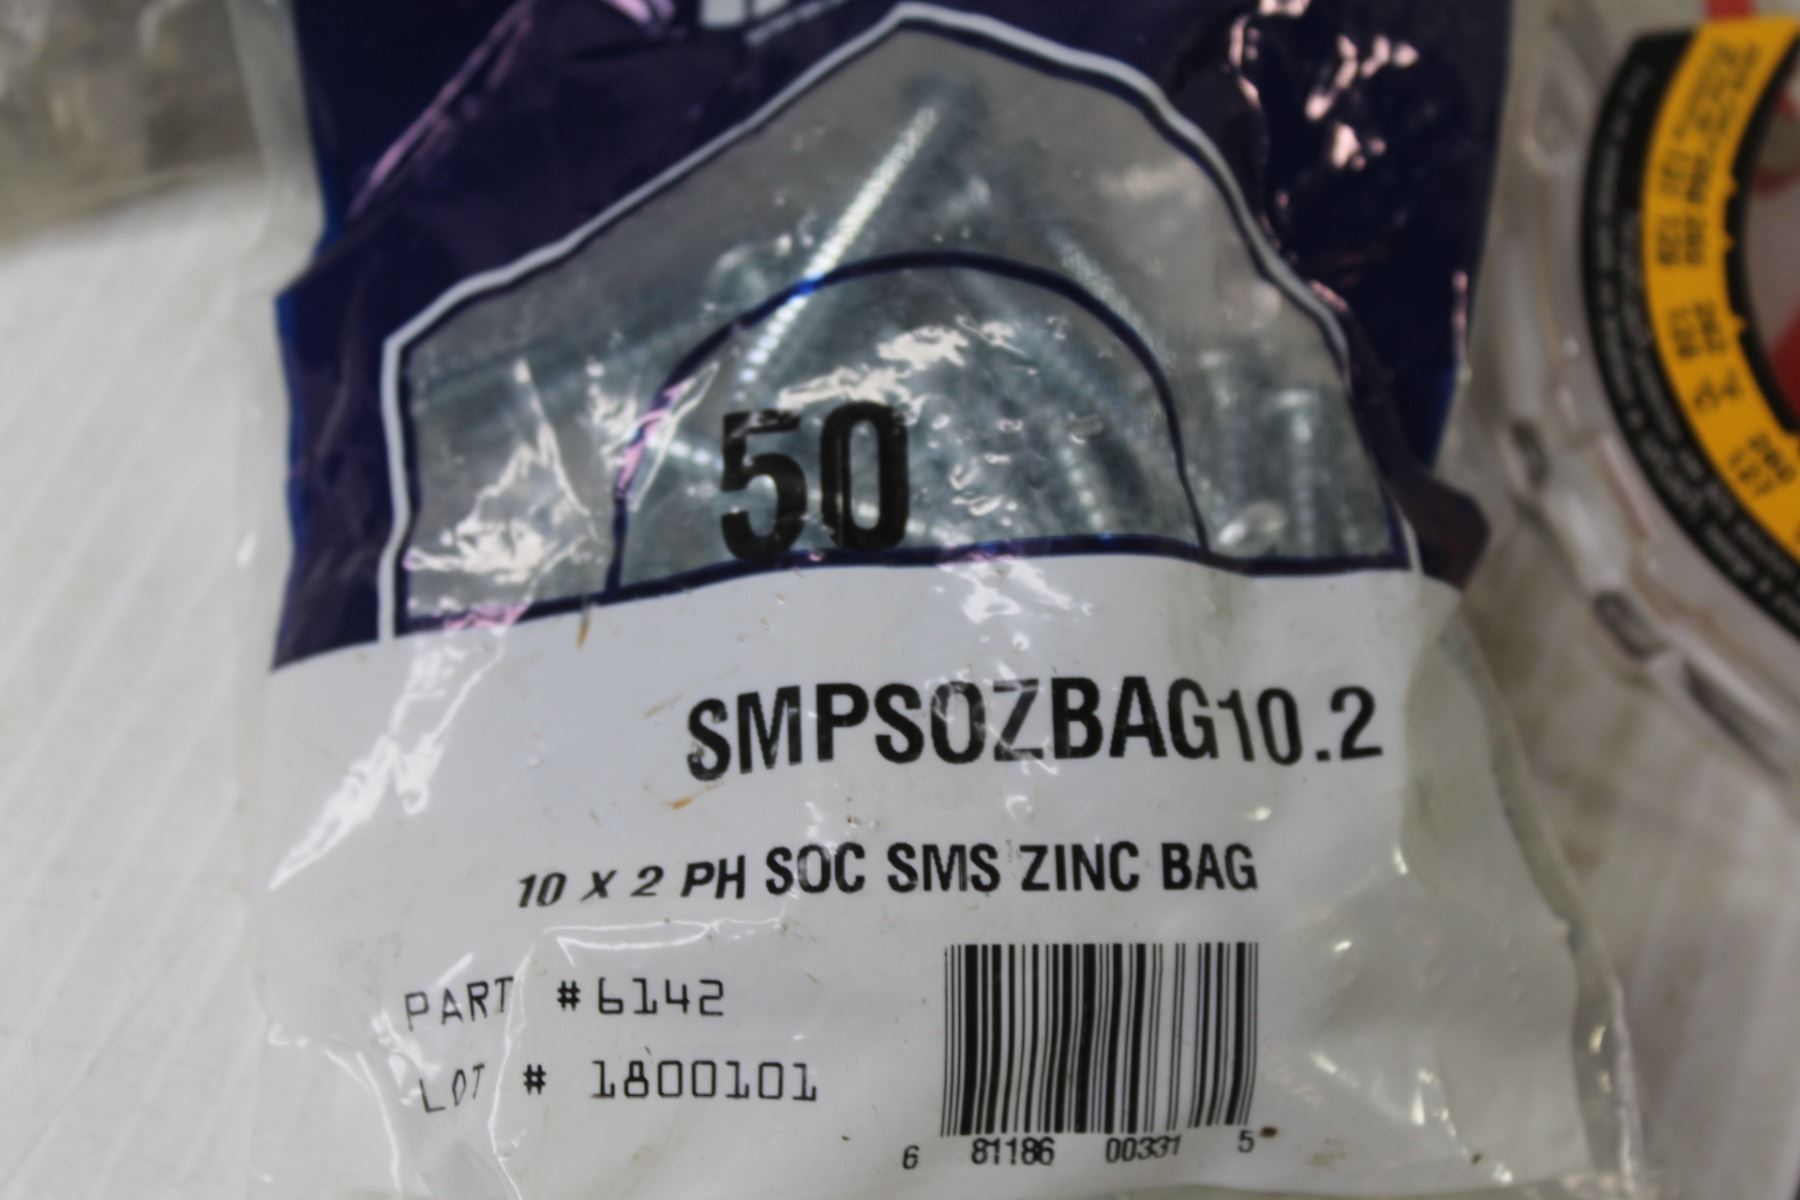 50
SMPSOZBAG10.2
10 X 2 PH SOC SMS ZINC BAG
PART #6142
LOT # 1800101
6 81186 00331 5